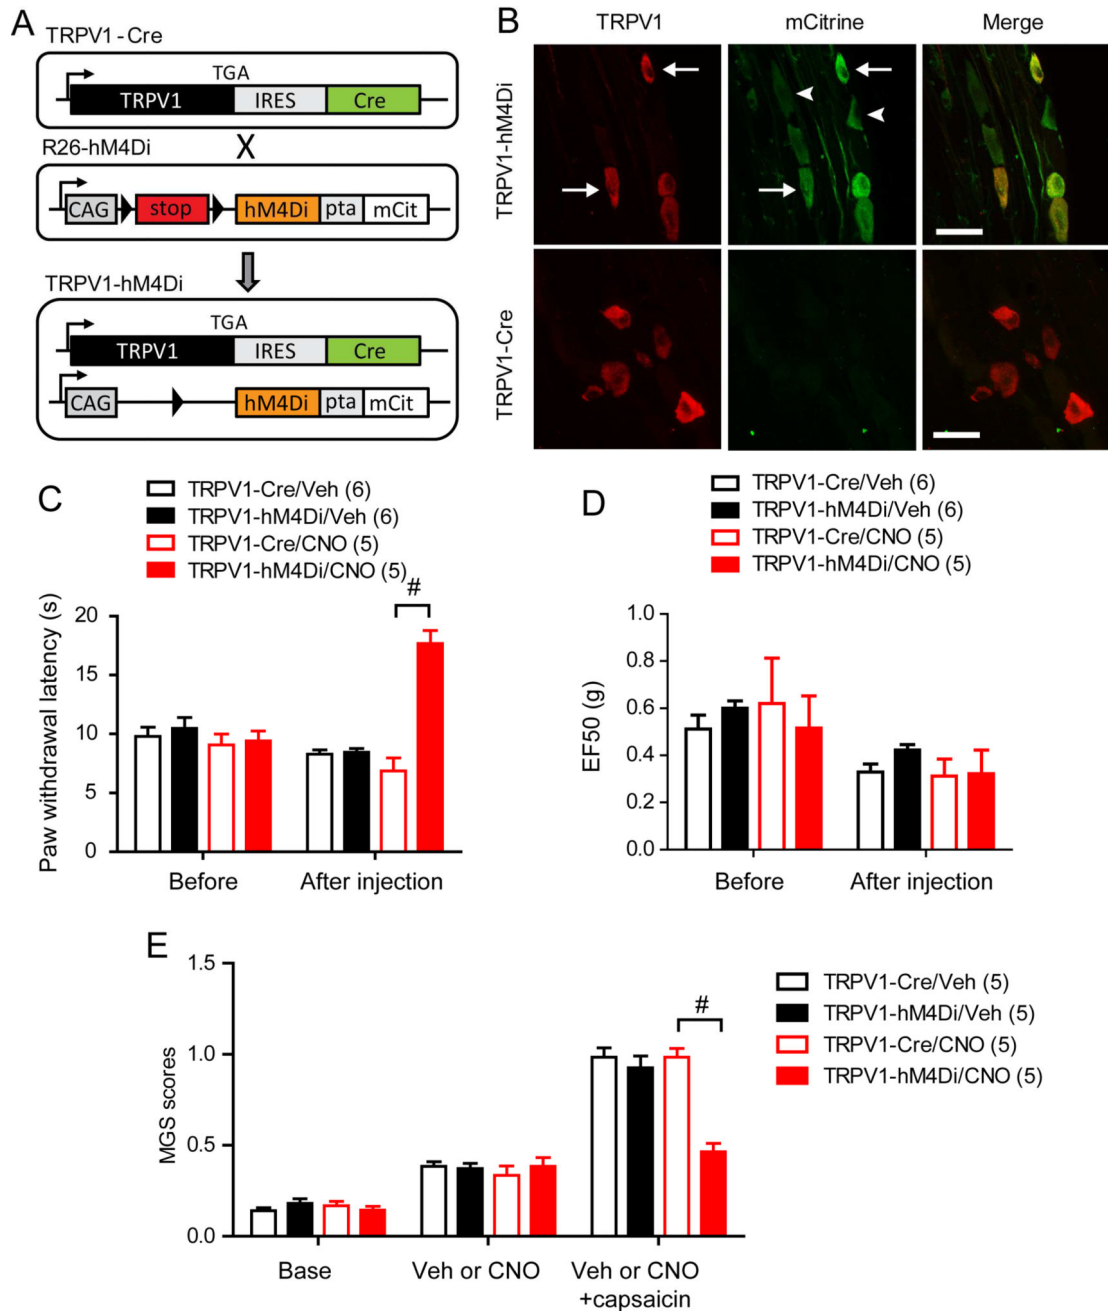 A
TRPV1-Cre
TGA
TRPV1 IRES Cre
R26-hM4Di X
CAG stop hM4Di pta mCit
TRPV1-hM4Di
TGA
TRPV1 IRES Cre
CAG hM4Di pta mCit
B
TRPV1 mCitrine Merge
TRPV1-hM4Di
TRPV1-Cre
C
TRPV1-Cre/Veh (6)
TRPV1-hM4Di/Veh (6)
TRPV1-Cre/CNO (5)
TRPV1-hM4Di/CNO (5)
#
Paw withdrawal latency (s)
20
15
10
5
0
Before After injection
D
TRPV1-Cre/Veh (6)
TRPV1-hM4Di/Veh (6)
TRPV1-Cre/CNO (5)
TRPV1-hM4Di/CNO (5)
EF50 (g)
1.0
0.8
0.6
0.4
0.2
0.0
Before After injection
E
MGS scores
1.5
1.0
0.5
0.0
#
Base Veh or CNO Veh or CNO
+capsaicin
TRPV1-Cre/Veh (5)
TRPV1-hM4Di/Veh (5)
TRPV1-Cre/CNO (5)
TRPV1-hM4Di/CNO (5)